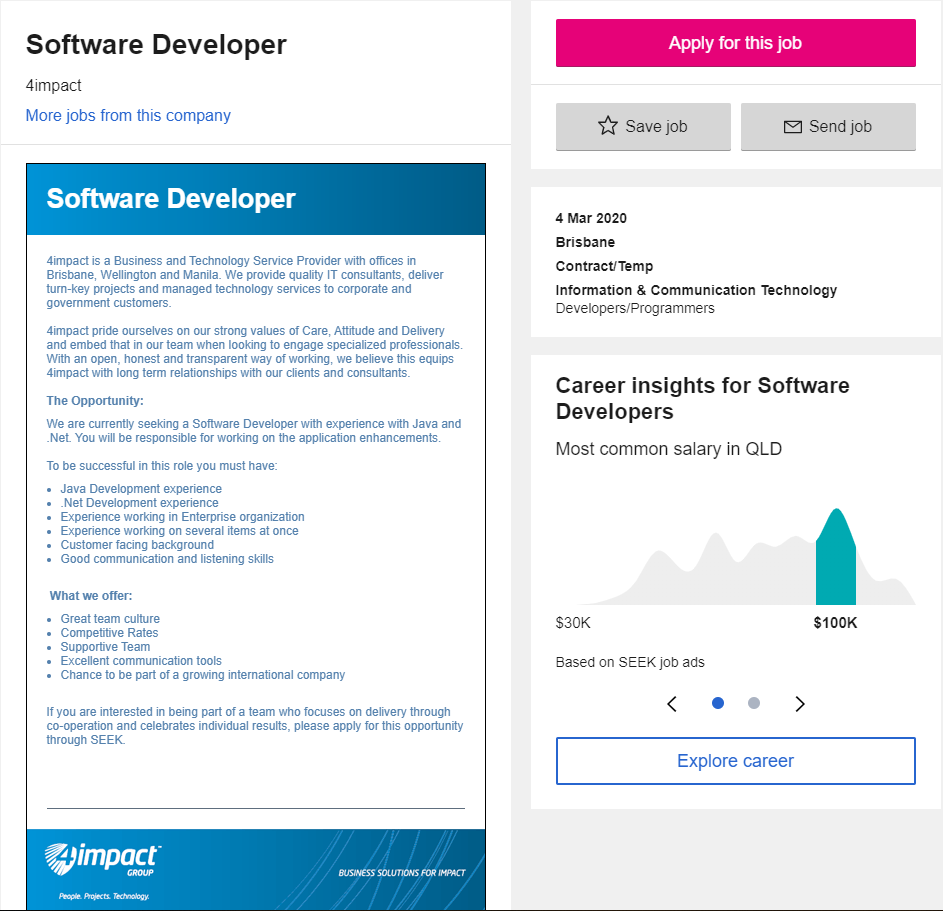 Software Developer
4impact
More jobs from this company
Software Developer
4impact is a Business and Technology Service Provider with offices in
Brisbane, Wellington and Manila. We provide quality IT consultants, deliver
turn-key projects and managed technology services to corporate and
government customers.
4impact pride ourselves on our strong values of Care, Attitude and Delivery
and embed that in our team when looking to engage specialized professionals.
With an open, honest and transparent way of working, we believe this equips
4impact with long term relationships with our clients and consultants.
The Opportunity:
We are currently seeking a Software Developer with experience with Java and
.Net. You will be responsible for working on the application enhancements.
To be successful in this role you must have:
Java Development experience
.Net Development experience
Experience working in Enterprise organization
Experience working on several items at once
Customer facing background
Good communication and listening skills
What we offer:
Great team culture
Competitive Rates
Supportive Team
Excellent communication tools
Chance to be part of a growing international company
If you are interested in being part of a team who focuses on delivery through
co-operation and celebrates individual results, please apply for this opportunity
through SEEK.
4impact™
GROUP
People. Projects. Technology.
BUSINESS SOLUTIONS FOR IMPACT
Apply for this job
Save job
Send job
4 Mar 2020
Brisbane
Contract/Temp
Information & Communication Technology
Developers/Programmers
Career insights for Software
Developers
Most common salary in QLD
$30K
$100K
Based on SEEK job ads
Explore career